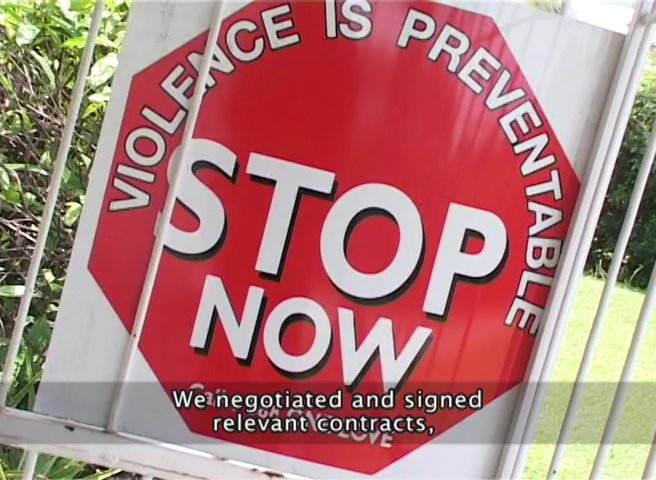 VIOLENCE IS PREVENTABLE
STOP
NOW
We negotiated and signed
relevant contracts,